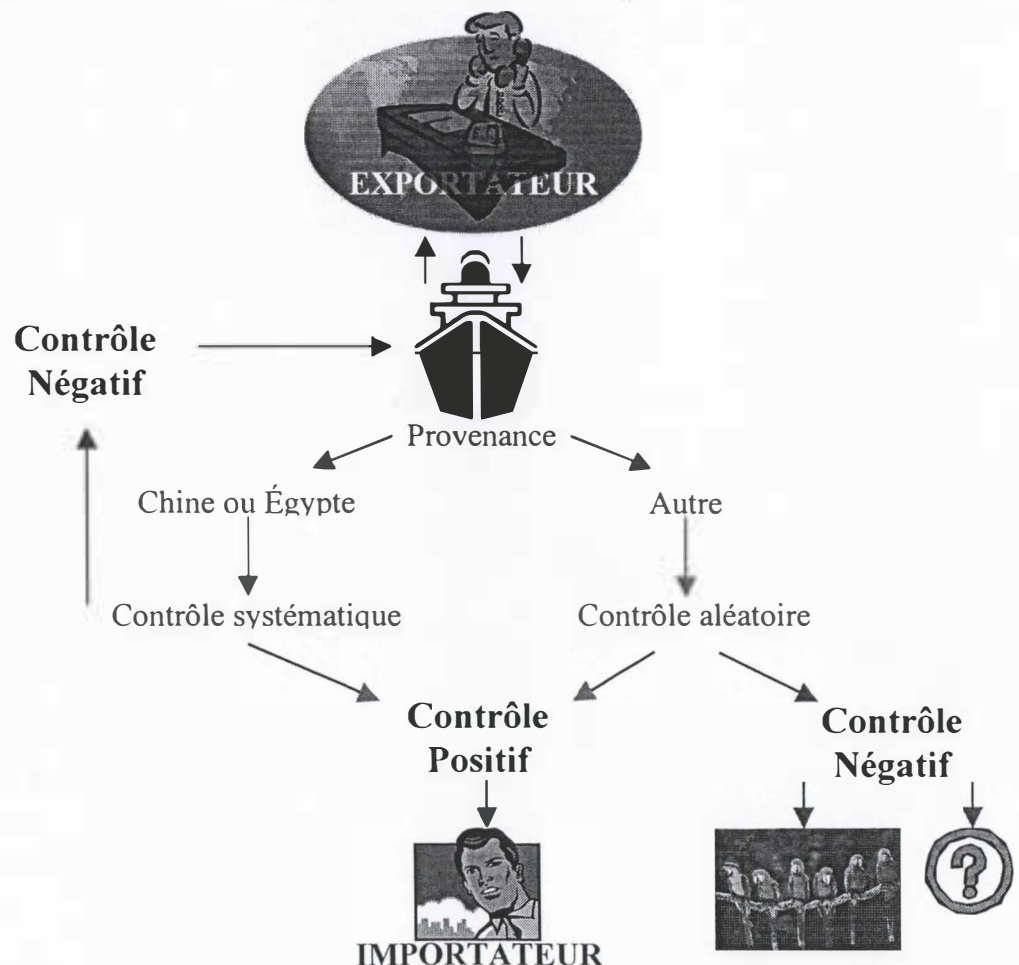 EXPORTATEUR
Contrôle
Négatif
Provenance
Chine ou Égypte
Autre
Contrôle systématique
Contrôle aléatoire
Contrôle
Positif
Contrôle
Négatif
?
IMPORTATEUR